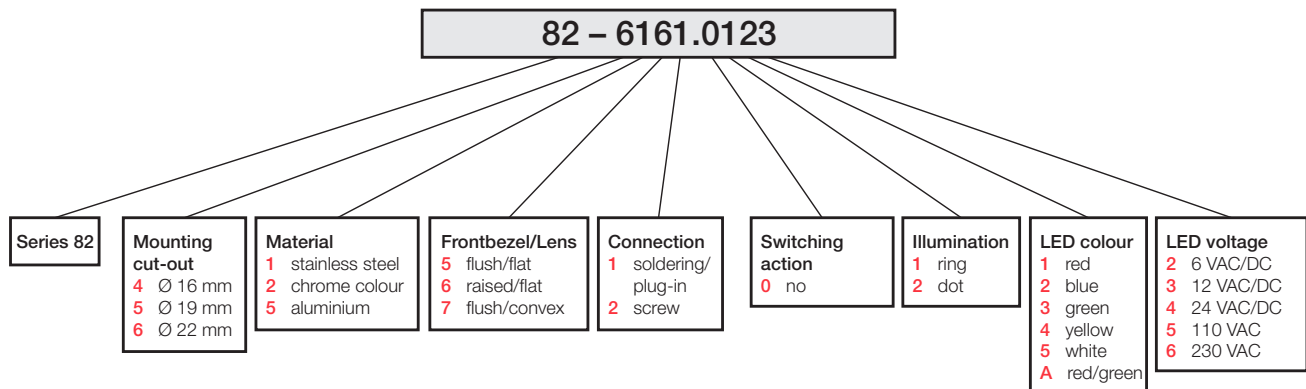 82 – 6161.0123
Series 82
Mounting
cut-out
4 Ø 16 mm
5 Ø 19 mm
6 Ø 22 mm
Material
1 stainless steel
2 chrome colour
5 aluminium
Frontbezel/Lens
5 flush/flat
6 raised/flat
7 flush/convex
Connection
1 soldering/
plug-in
2 screw
Switching
action
0 no
Illumination
1 ring
2 dot
LED colour
1 red
2 blue
3 green
4 yellow
5 white
A red/green
LED voltage
2 6 VAC/DC
3 12 VAC/DC
4 24 VAC/DC
5 110 VAC
6 230 VAC